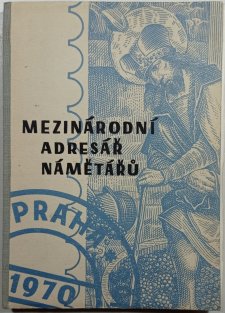 MEZINÁRODNÍ
ADRESÁŘ
NÁMĚTÁŘŮ
PRAHA
1970